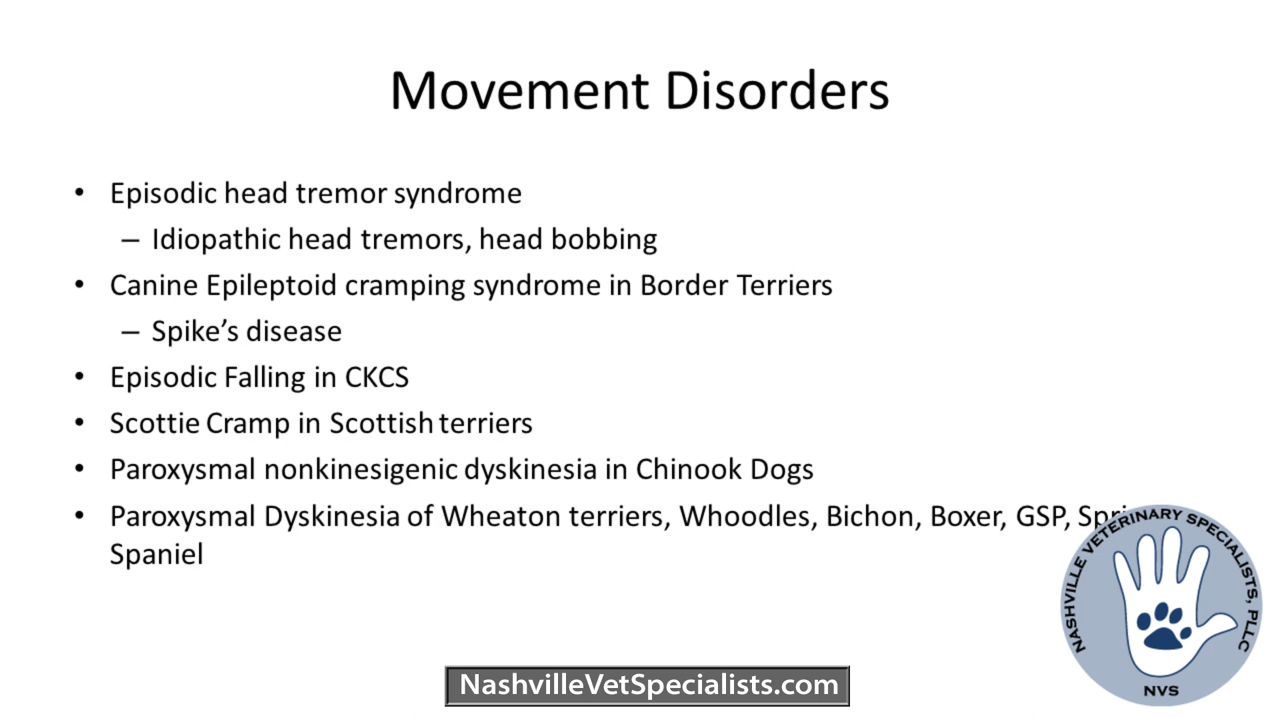 Movement Disorders
• Episodic head tremor syndrome
– Idiopathic head tremors, head bobbing
• Canine Epileptoid cramping syndrome in Border Terriers
– Spike's disease
• Episodic Falling in CKCS
• Scottie Cramp in Scottish terriers
• Paroxysmal nonkinesigenic dyskinesia in Chinook Dogs
• Paroxysmal Dyskinesia of Wheaton terriers, Whoodles, Bichon, Boxer, GSP,
Spaniel
NASHVILLE VETERINARY SPECIALISTS, PLLC
NVS
NashvilleVetSpecialists.com